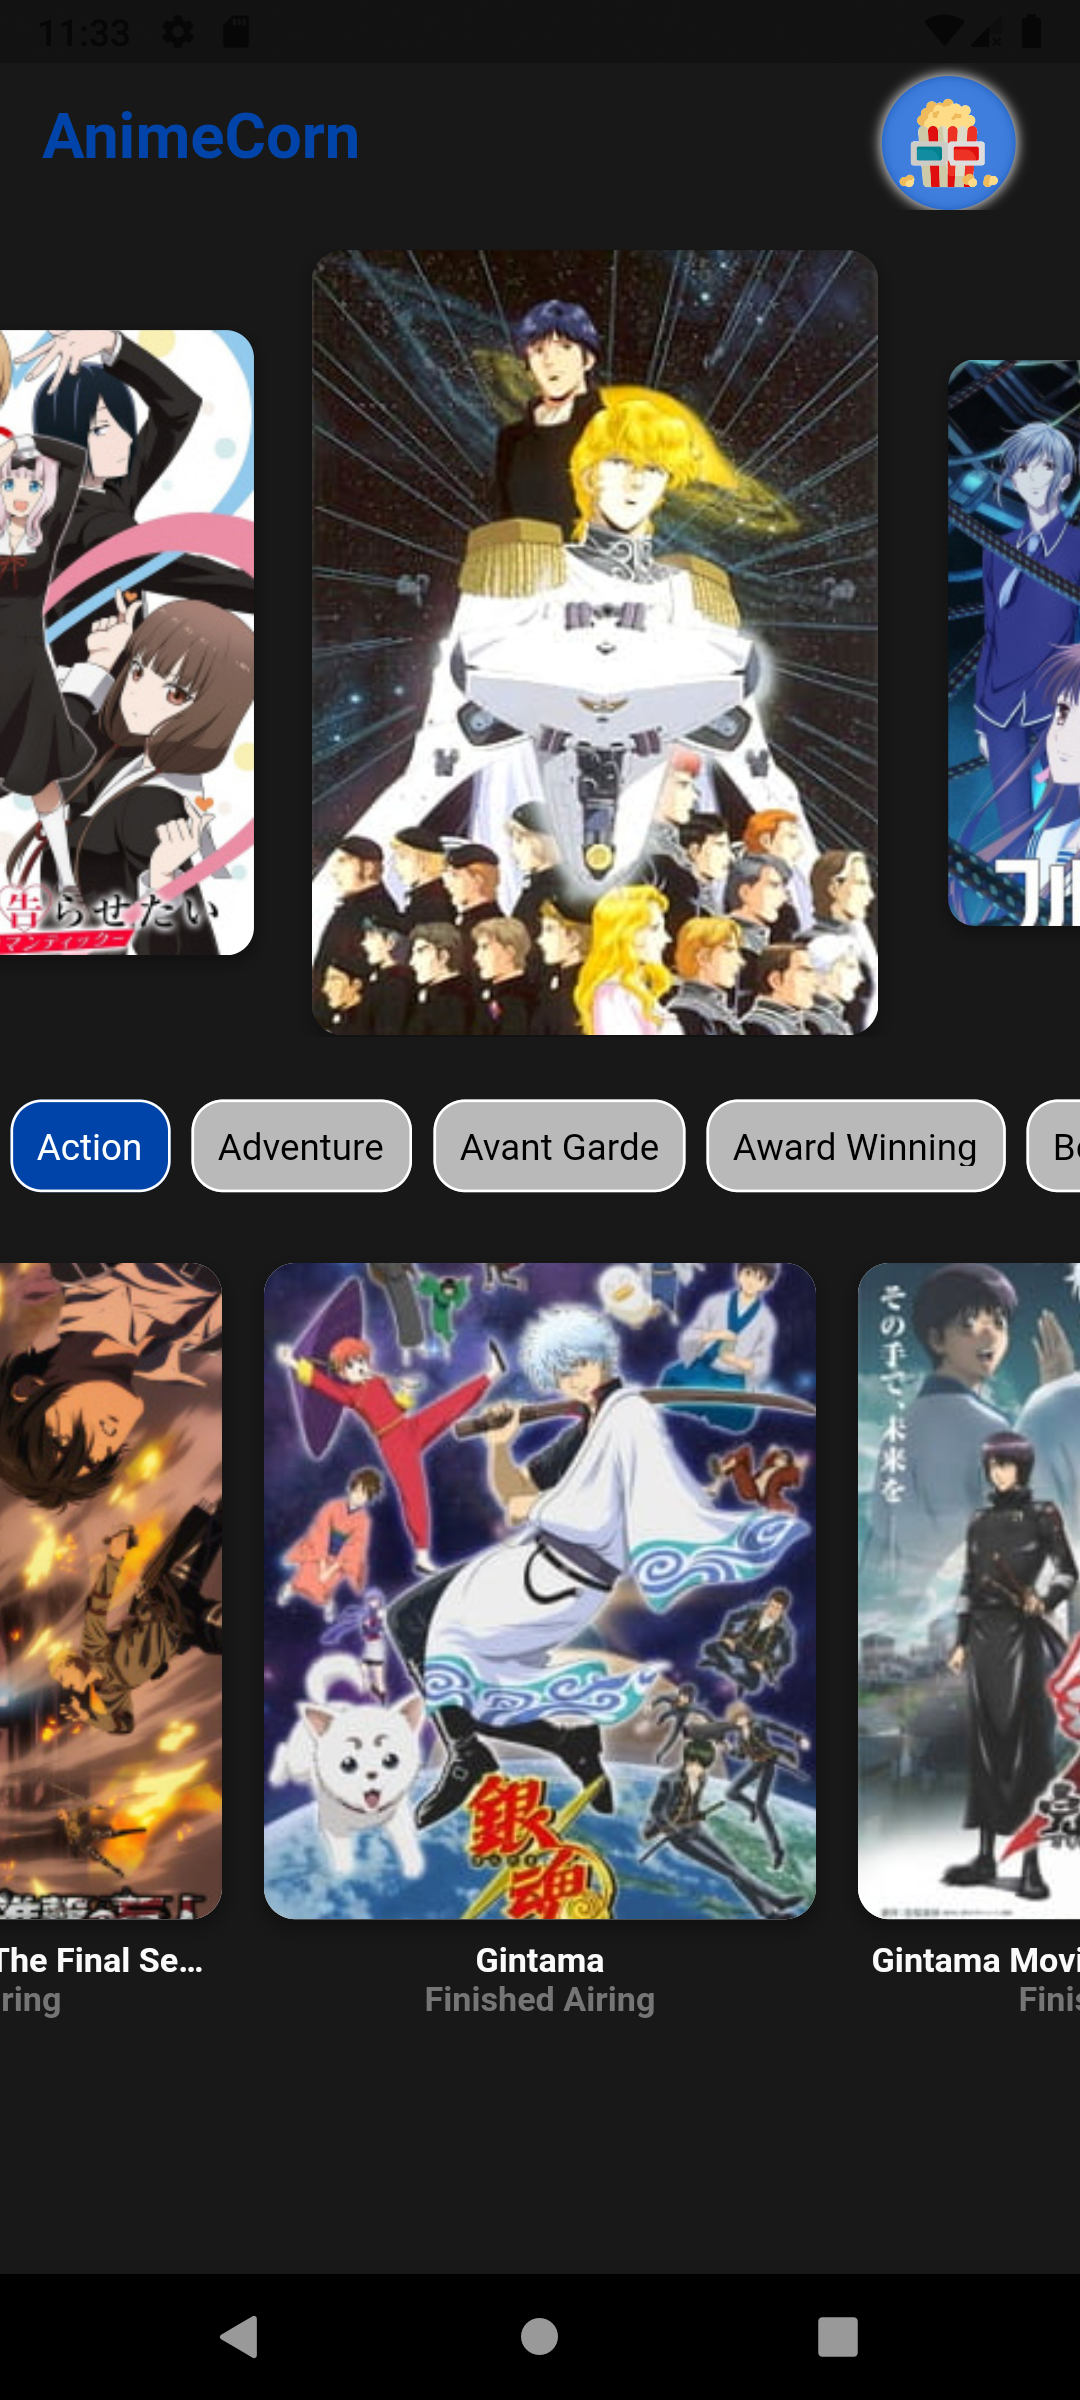 11:33
AnimeCorn
告らせたい
マンティック
フル
Action
Adventure
Avant Garde
Award Winning
その手で、未来を
銀
魂
The Final Se...
ring
Gintama
Finished Airing
Gintama Movi
Finis